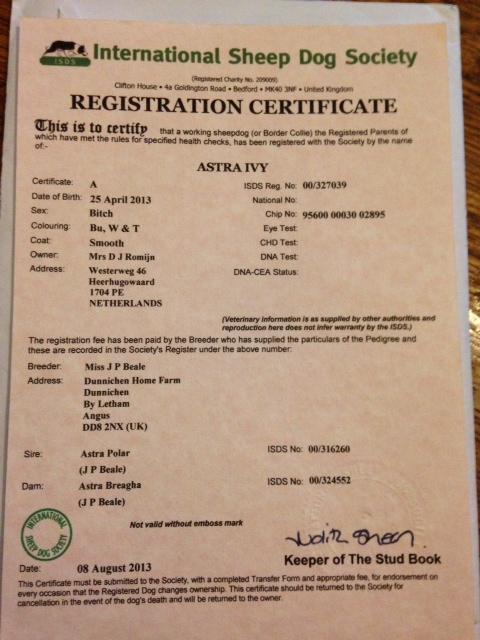 ISDS
International Sheep Dog Society
(Registered Charity No. 209009)
Clifton House • 4a Goldington Road • Bedford • MK40 3NF • United Kingdom
REGISTRATION CERTIFICATE
This is to certify that a working sheepdog (or Border Collie) the Registered Parents of
which have met the rules for specified health checks, has been registered with the Society by the name
of:-
ASTRA IVY
Certificate: A ISDS Reg. No: 00/327039
Date of Birth: 25 April 2013 National No:
Sex: Bitch Chip No: 95600 00030 02895
Colouring: Bu, W & T Eye Test:
Coat: Smooth CHD Test:
Owner: Mrs D J Romijn DNA Test:
Address: Westerweg 46 DNA-CEA Status:
Heerhugowaard
1704 PE
NETHERLANDS
(Veterinary information is as supplied by other authorities and
reproduction here does not infer warranty by the ISDS.)
The registration fee has been paid by the Breeder who has supplied the particulars of the Pedigree and
these are recorded in the Society's Register under the above number:
Breeder: Miss J P Beale
Address: Dunnichen Home Farm
Dunnichen
By Letham
Angus
DD8 2NX (UK)
Sire: Astra Polar ISDS No: 00/316260
(J P Beale)
Dam: Astra Breagha ISDS No: 00/324552
(J P Beale)
INTERNATIONAL
SHEEP DOG SOCIETY
Not valid without emboss mark
Judith Sheen
Keeper of The Stud Book
Date: 08 August 2013
This Certificate must be submitted to the Society, with a completed Transfer Form and appropriate fee, for endorsement on
every occasion that the Registered Dog changes ownership. This certificate should be returned to the Society for
cancellation in the event of the dog's death and will be returned to the owner.